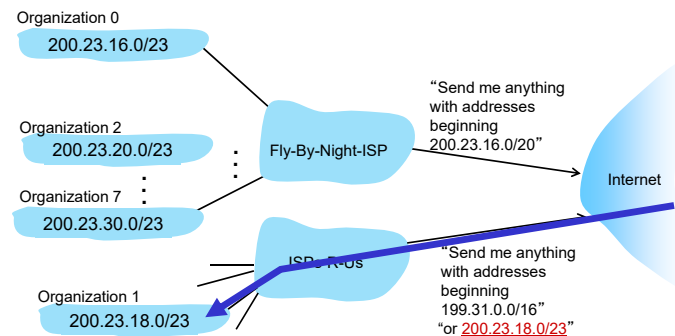 Organization 0
200.23.16.0/23
Organization 2
200.23.20.0/23
Organization 7
200.23.30.0/23
Fly-By-Night-ISP
“Send me anything
with addresses
beginning
200.23.16.0/20”
Internet
ISPs-R-Us
Organization 1
200.23.18.0/23
“Send me anything
with addresses
beginning
199.31.0.0/16”
“or 200.23.18.0/23”